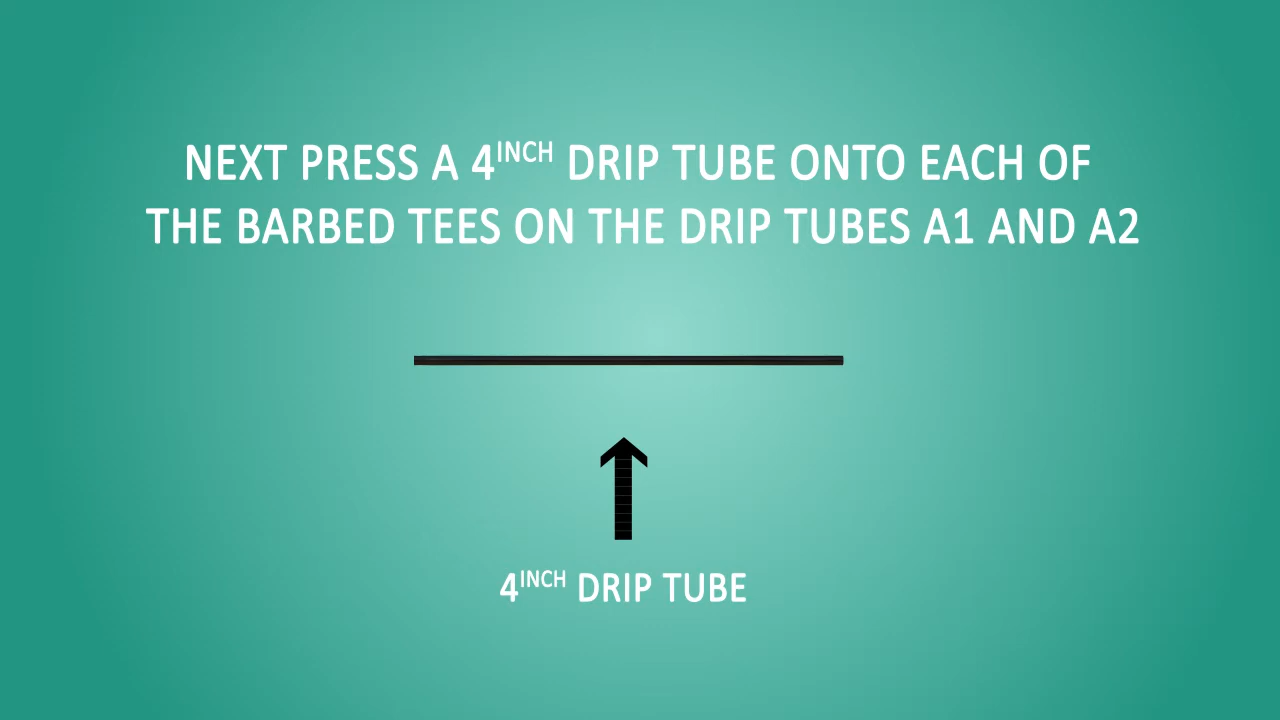 NEXT PRESS A 4INCH DRIP TUBE ONTO EACH OF
THE BARBED TEES ON THE DRIP TUBES A1 AND A2
4INCH DRIP TUBE